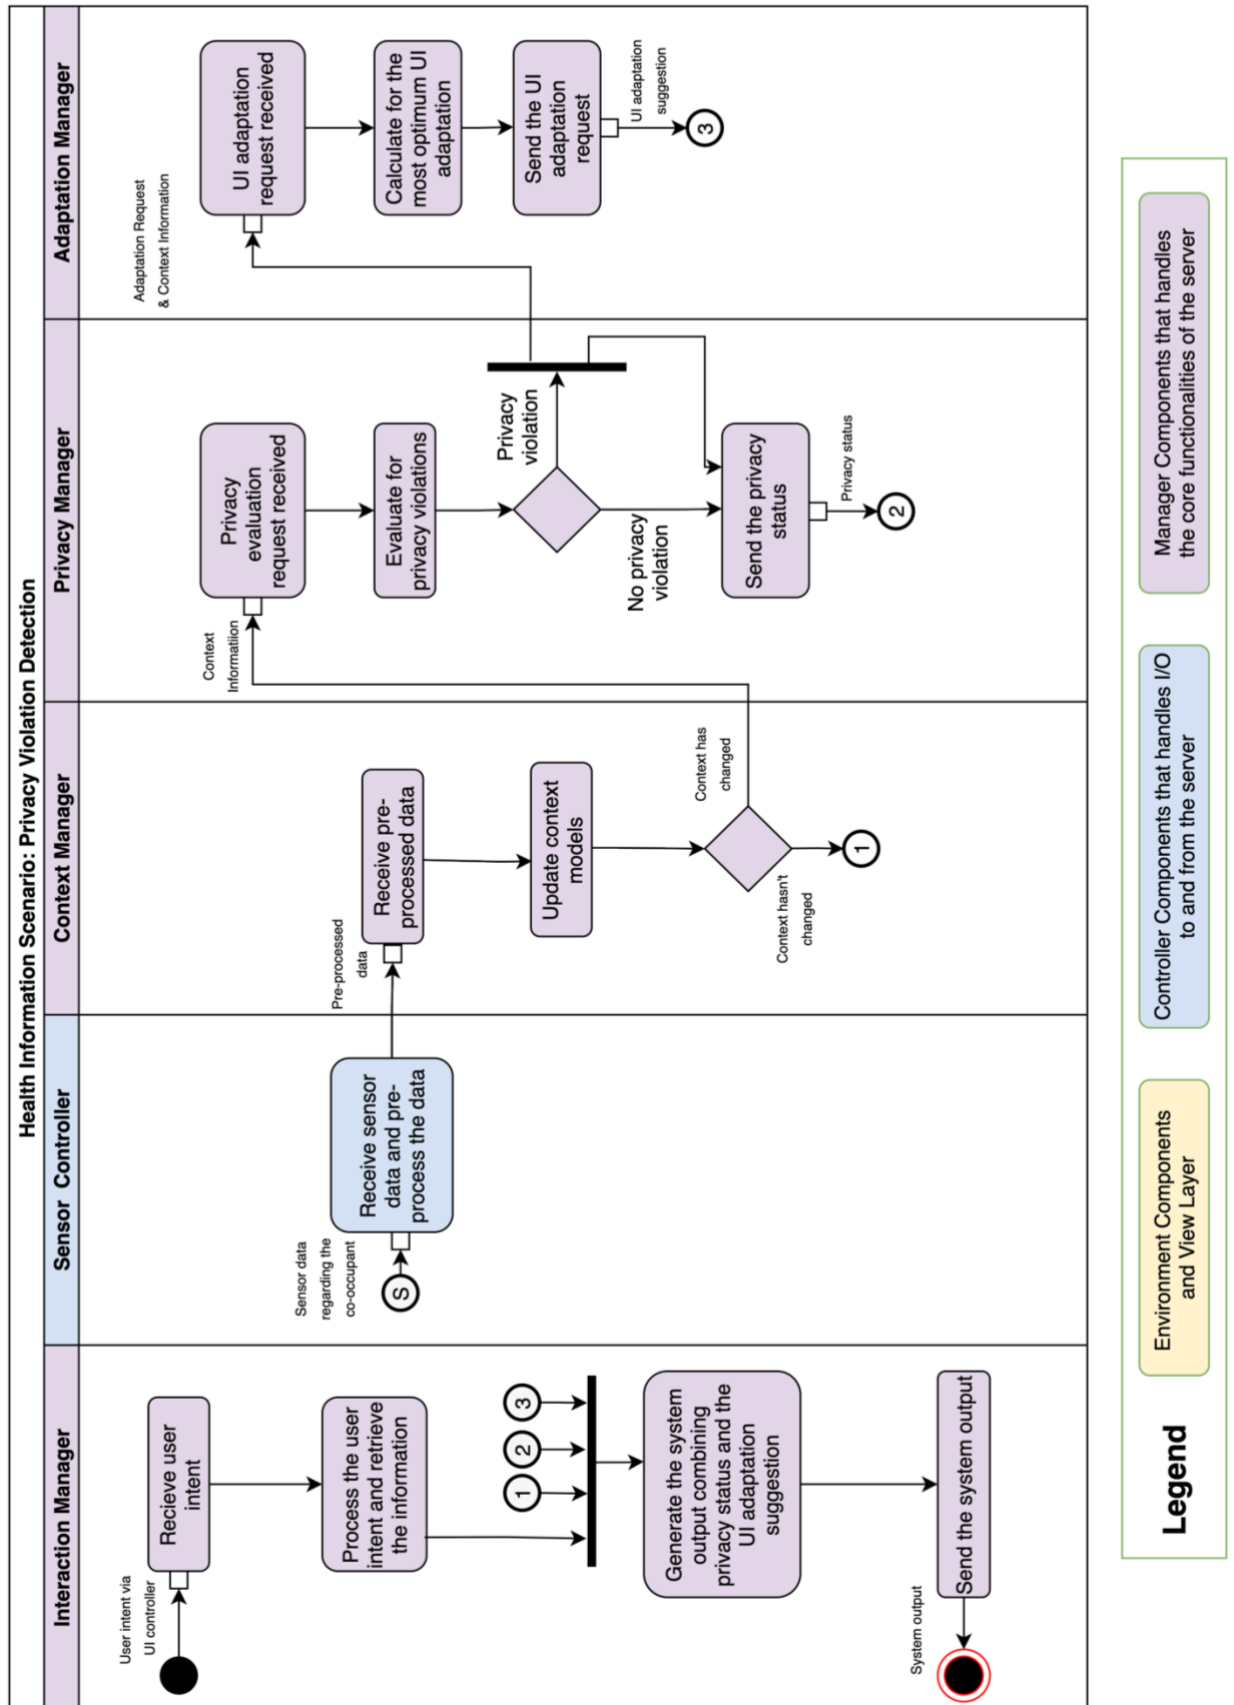 Health Information Scenario: Privacy Violation Detection
Interaction Manager
Sensor Controller
Context Manager
Privacy Manager
Adaptation Manager
User intent via
UI controller
Recieve user
intent
Process the user
intent and retrieve
the information
1
2
3
Generate the system
output combining
privacy status and the
UI adaptation
suggestion
Send the system output
System output
Sensor data
regarding the
co-occupant
S
Receive sensor
data and pre-
process the data
Pre-processed
data
Receive pre-
processed data
Update context
models
Context has
changed
Context hasn't
changed
1
Context
Informatiion
Privacy
evaluation
request received
Evaluate for
privacy violations
Privacy
violation
No privacy
violation
Send the privacy
status
Privacy status
2
Adaptation Request
& Context Information
UI adaptation
request received
Calculate for the
most optimum UI
adaptation
Send the UI
adaptation
request
UI adaptation
suggestion
3
Legend
Environment Components
and View Layer
Controller Components that handles I/O
to and from the server
Manager Components that handles
the core functionalities of the server